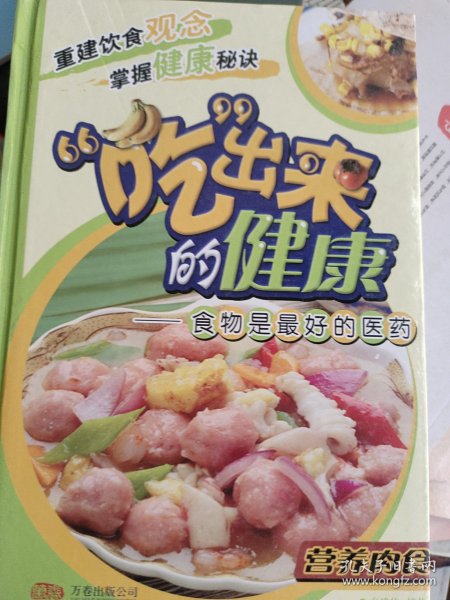 重建饮食观念
掌握健康秘诀
“吃”出来
的健康
——食物是最好的医药
营养肉食
万卷出版公司
孔夫子旧书网
www.kongfz.com